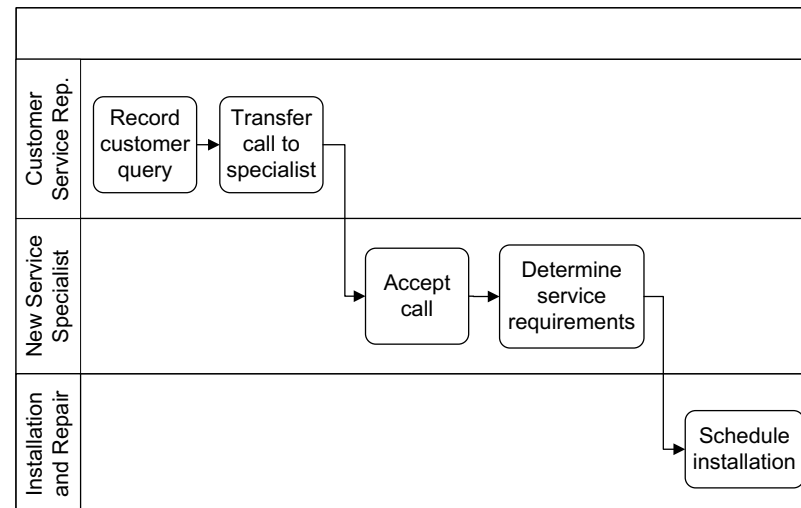 Customer
Service Rep.
Record
customer
query
Transfer
call to
specialist
New Service
Specialist
Accept
call
Determine
service
requirements
Installation
and Repair
Schedule
installation